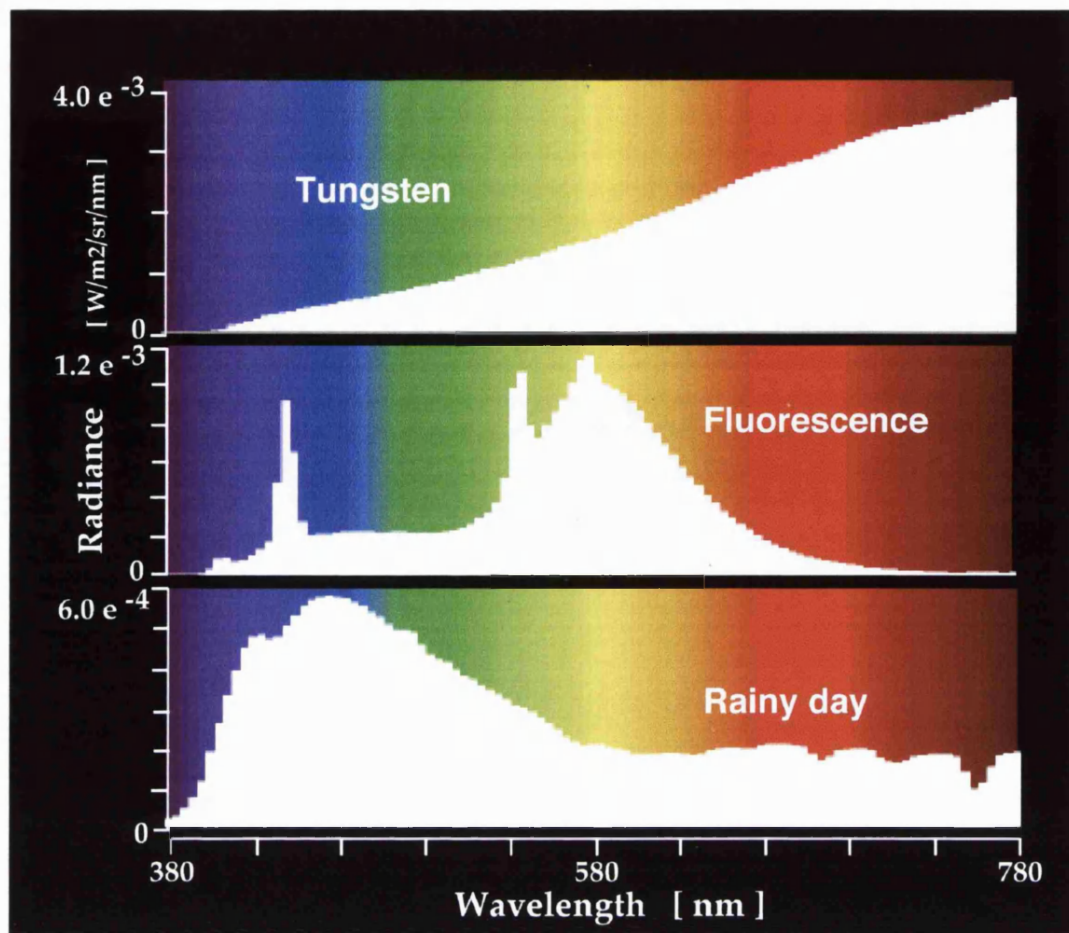 4.0 e -3
Tungsten
[ W/m2/sr/nm ]
0
1.2 e -3
Fluorescence
Radiance
0
6.0 e -4
Rainy day
0
380 580 780
Wavelength [ nm ]